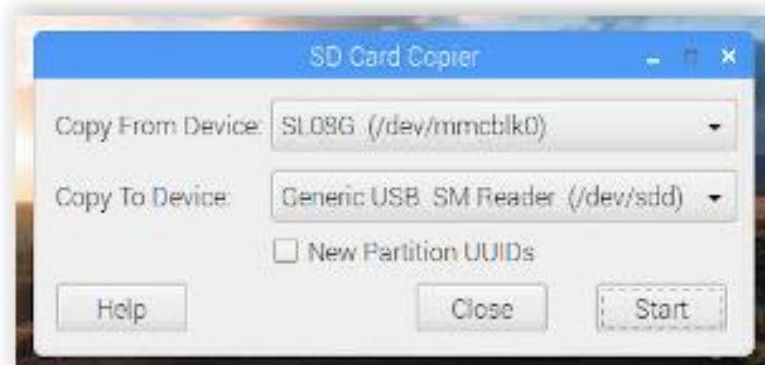 SD Card Copier
Copy From Device: SL08G (/dev/mmcblk0)
Copy To Device: Generic USB SM Reader (/dev/sdd)
New Partition UUIDs
Help Close Start